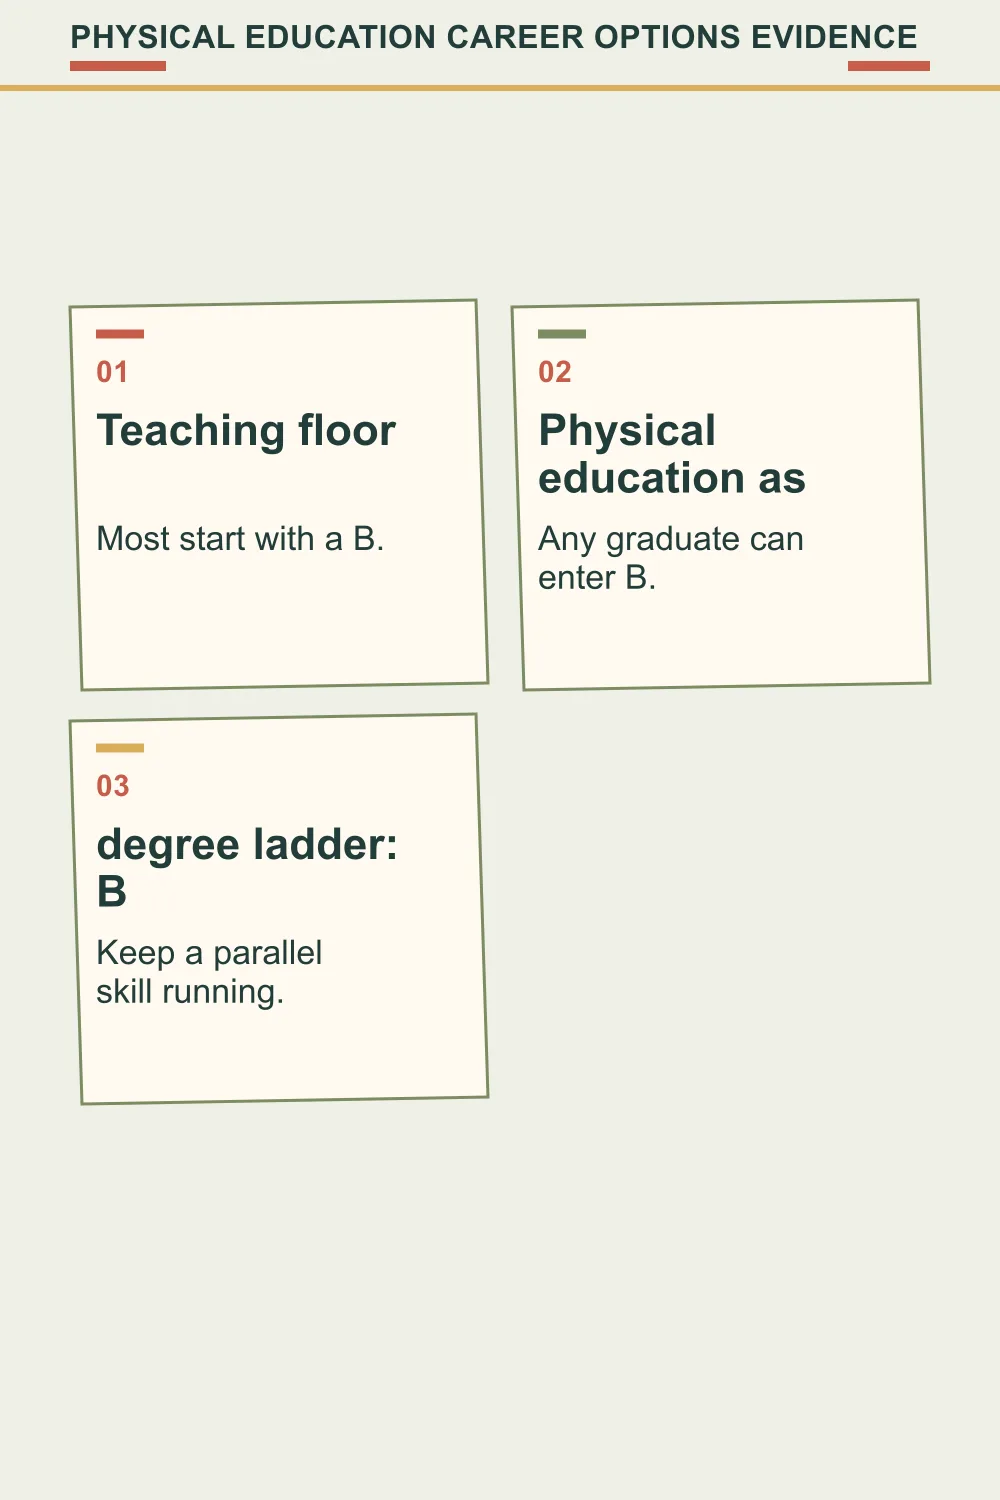 PHYSICAL EDUCATION CAREER OPTIONS EVIDENCE
01
Teaching floor
Most start with a B.
02
Physical
education as
Any graduate can
enter B.
03
degree ladder:
B
Keep a parallel
skill running.